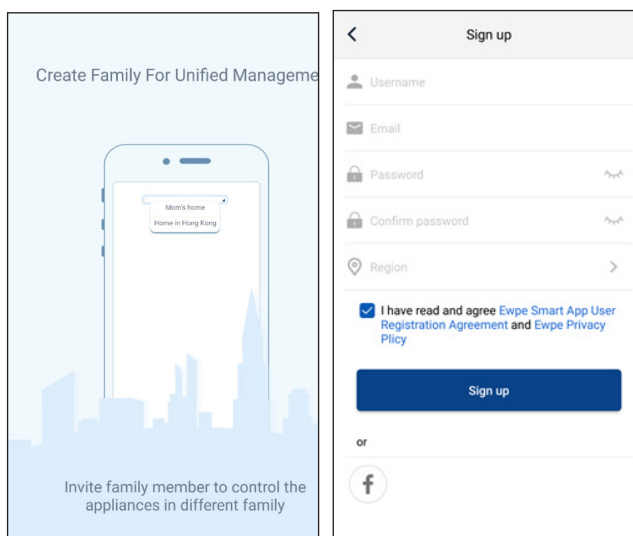 Create Family For Unified Manageme
Mom's home
Home in Hong Kong
Invite family member to control the
appliances in different family
Sign up
Username
Email
Password
Confirm password
Region
I have read and agree Ewpe Smart App User
Registration Agreement and Ewpe Privacy
Plicy
Sign up
or
f